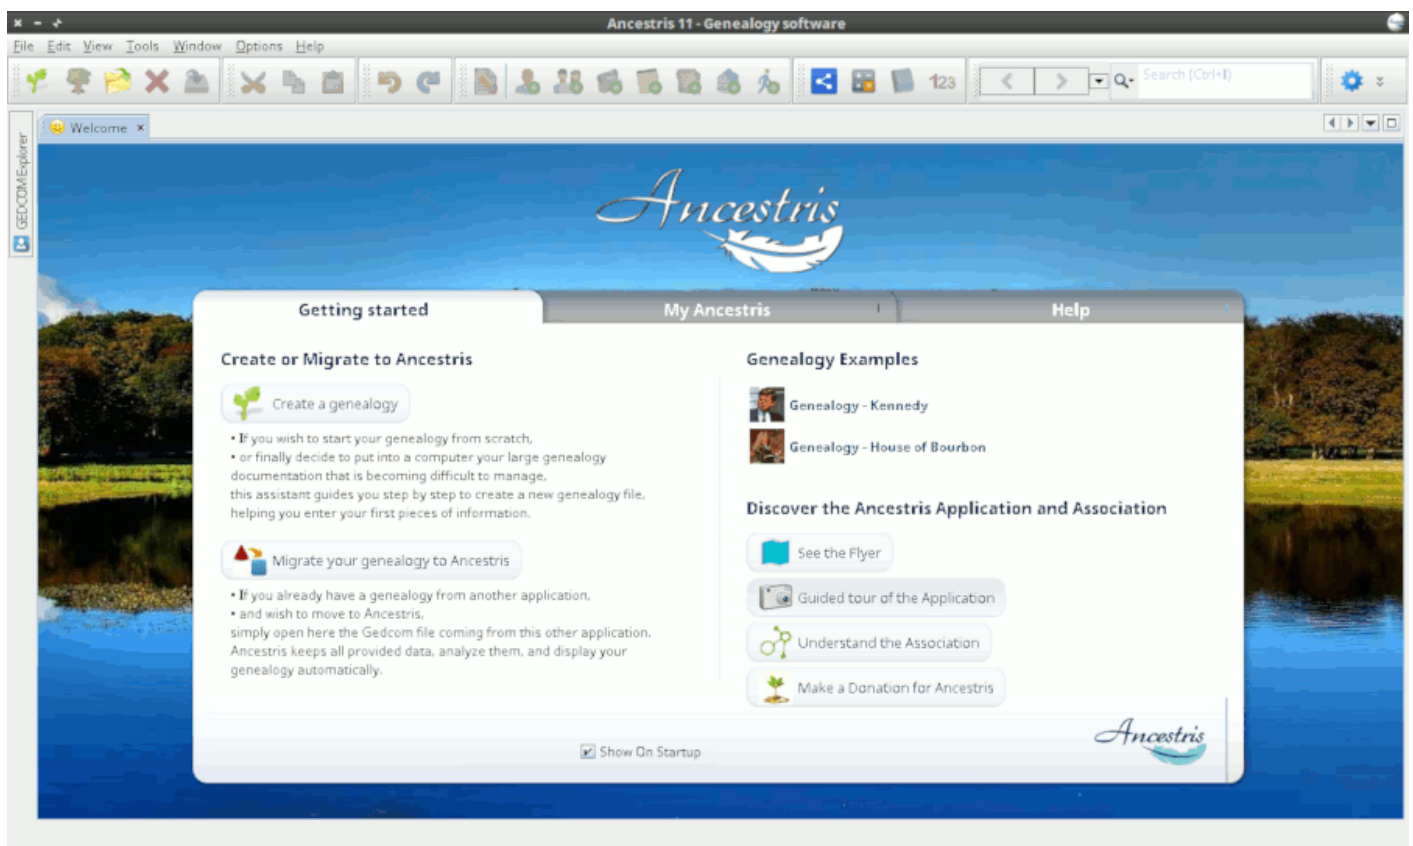 Ancestris 11 - Genealogy software
File Edit View Tools Window Options Help
123
Search (Ctrl+I)
Welcome
GEDCOM Explorer
Ancestris
Getting started
My Ancestris
Help
Create or Migrate to Ancestris
Create a genealogy
• If you wish to start your genealogy from scratch,
• or finally decide to put into a computer your large genealogy
documentation that is becoming difficult to manage,
this assistant guides you step by step to create a new genealogy file,
helping you enter your first pieces of information.
Migrate your genealogy to Ancestris
• If you already have a genealogy from another application,
• and wish to move to Ancestris,
simply open here the Gedcom file coming from this other application.
Ancestris keeps all provided data, analyze them, and display your
genealogy automatically.
Genealogy Examples
Genealogy - Kennedy
Genealogy - House of Bourbon
Discover the Ancestris Application and Association
See the Flyer
Guided tour of the Application
Understand the Association
Make a Donation for Ancestris
Show On Startup
Ancestris